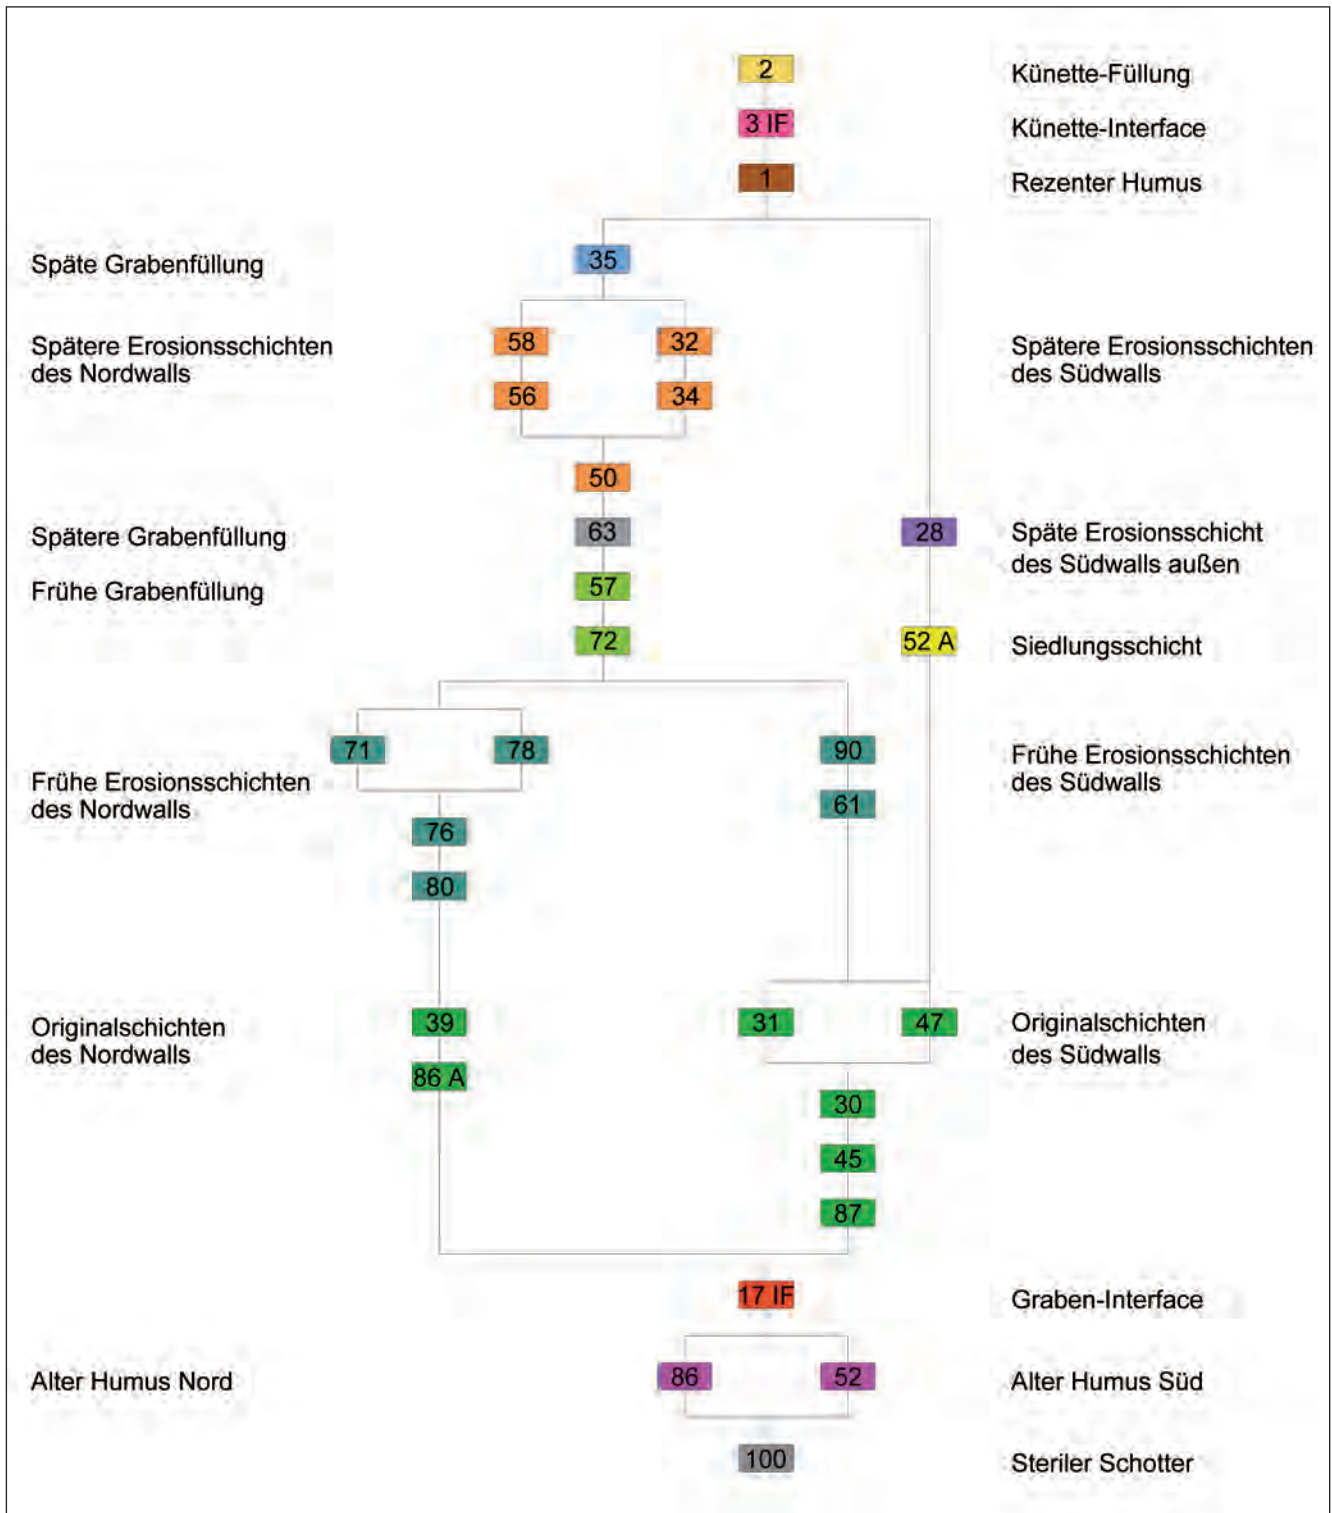 2
Künette-Füllung
3 IF
Künette-Interface
1
Rezenter Humus
Späte Grabenfüllung
35
Spätere Erosionsschichten
des Nordwalls
58
32
Spätere Erosionsschichten
des Südwalls
56
34
50
Spätere Grabenfüllung
63
28
Späte Erosionsschicht
des Südwalls außen
Frühe Grabenfüllung
57
72
52 A
Siedlungsschicht
71
78
90
Frühe Erosionsschichten
des Südwalls
Frühe Erosionsschichten
des Nordwalls
61
76
80
Originalschichten
des Nordwalls
39
31
47
Originalschichten
des Südwalls
86 A
30
45
87
17 IF
Graben-Interface
Alter Humus Nord
86
52
Alter Humus Süd
100
Steriler Schotter